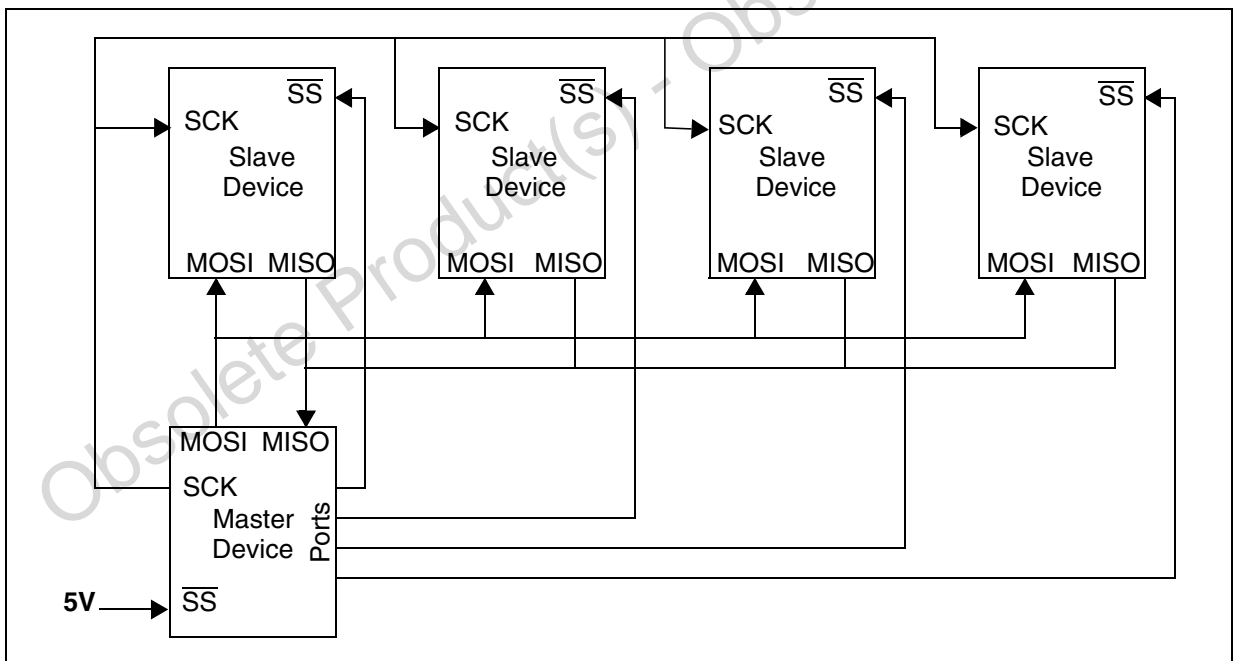 Obsolete Product(s) - Obs
SS
SCK
Slave
Device
MOSI MISO
SS
SCK
Slave
Device
MOSI MISO
SS
SCK
Slave
Device
MOSI MISO
SS
SCK
Slave
Device
MOSI MISO
MOSI MISO
SCK
Master
Device
Ports
5V
SS